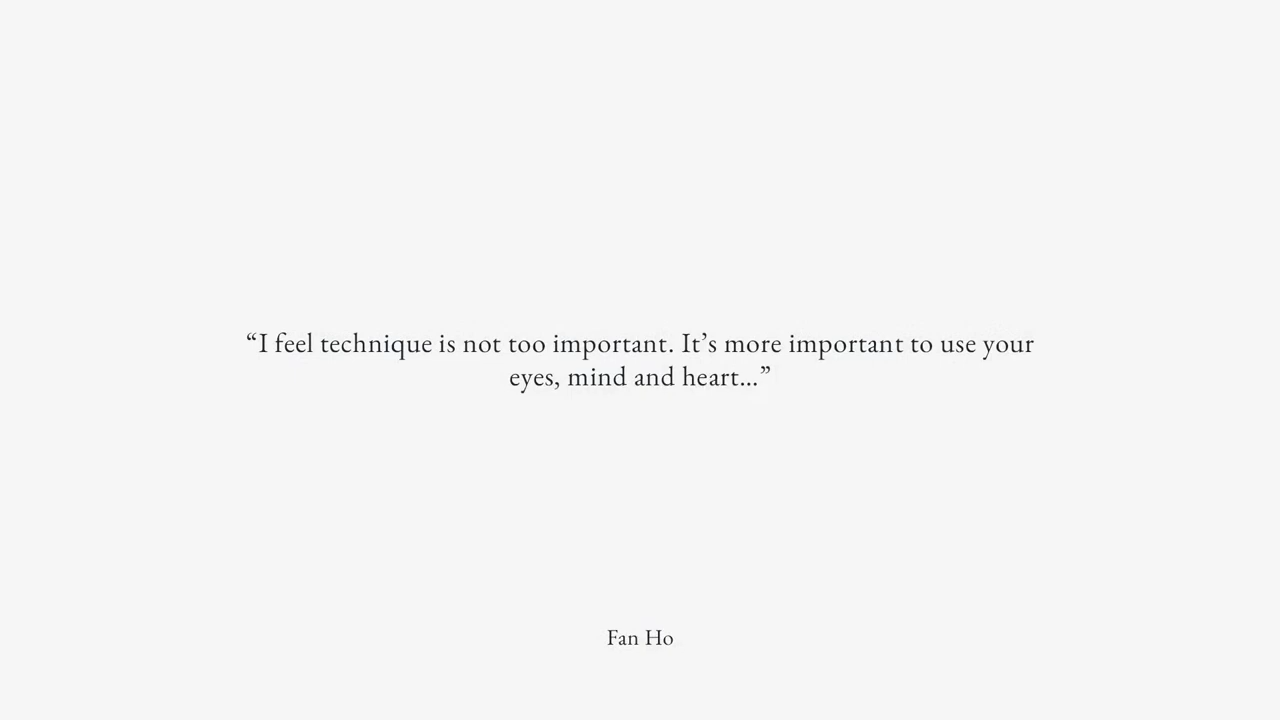 “I feel technique is not too important. It’s more important to use your
eyes, mind and heart...”
Fan Ho